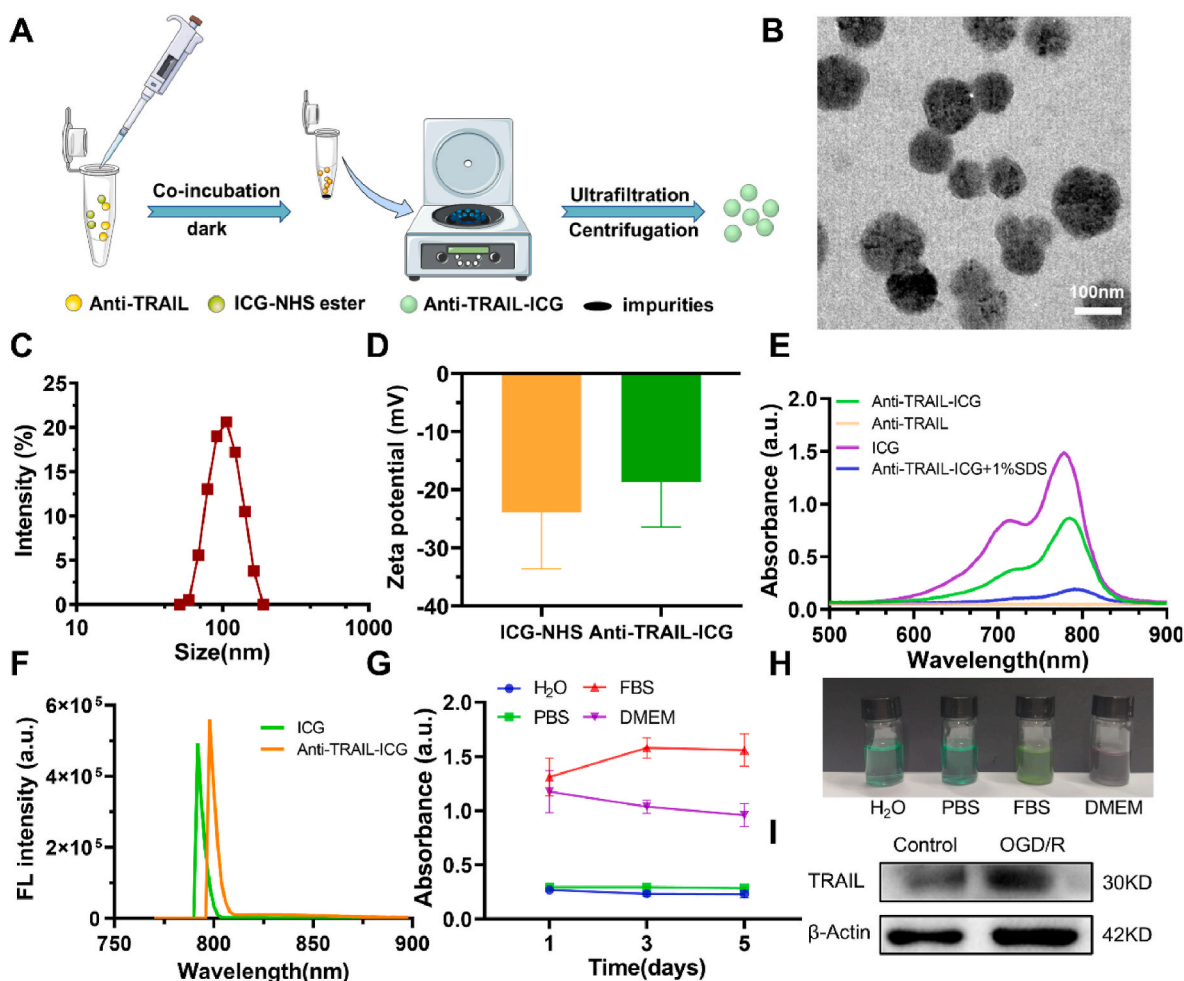 A
Co-incubation
dark
Ultrafiltration
Centrifugation
Anti-TRAIL
ICG-NHS ester
Anti-TRAIL-ICG
impurities
B
100nm
C
Intensity (%)
25
20
15
10
5
0
10
100
1000
Size(nm)
D
Zeta potential (mV)
0
-10
-20
-30
-40
ICG-NHS Anti-TRAIL-ICG
E
Absorbance (a.u.)
2.0
1.5
1.0
0.5
0.0
Anti-TRAIL-ICG
Anti-TRAIL
ICG
Anti-TRAIL-ICG+1%SDS
500
600
700
800
900
Wavelength(nm)
F
FL intensity (a.u.)
6×10⁵
4×10⁵
2×10⁵
0
ICG
Anti-TRAIL-ICG
750
800
850
900
Wavelength(nm)
G
H₂O
FBS
PBS
DMEM
Absorbance (a.u.)
2.0
1.5
1.0
0.5
0.0
1
3
5
Time(days)
H
H₂O
PBS
FBS
DMEM
I
Control
OGD/R
TRAIL
30KD
β-Actin
42KD